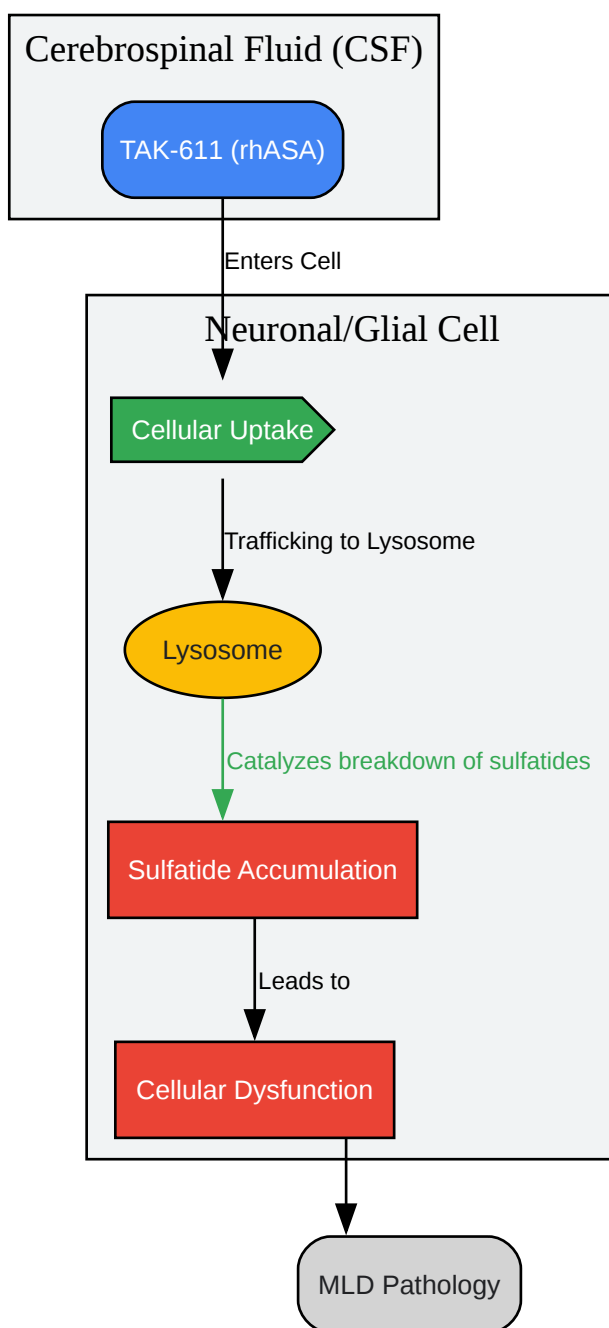 Cerebrospinal Fluid (CSF)
TAK-611 (rhASA)
Enters Cell
Neuronal/Glial Cell
Cellular Uptake
Trafficking to Lysosome
Lysosome
Catalyzes breakdown of sulfatides
Sulfatide Accumulation
Leads to
Cellular Dysfunction
MLD Pathology